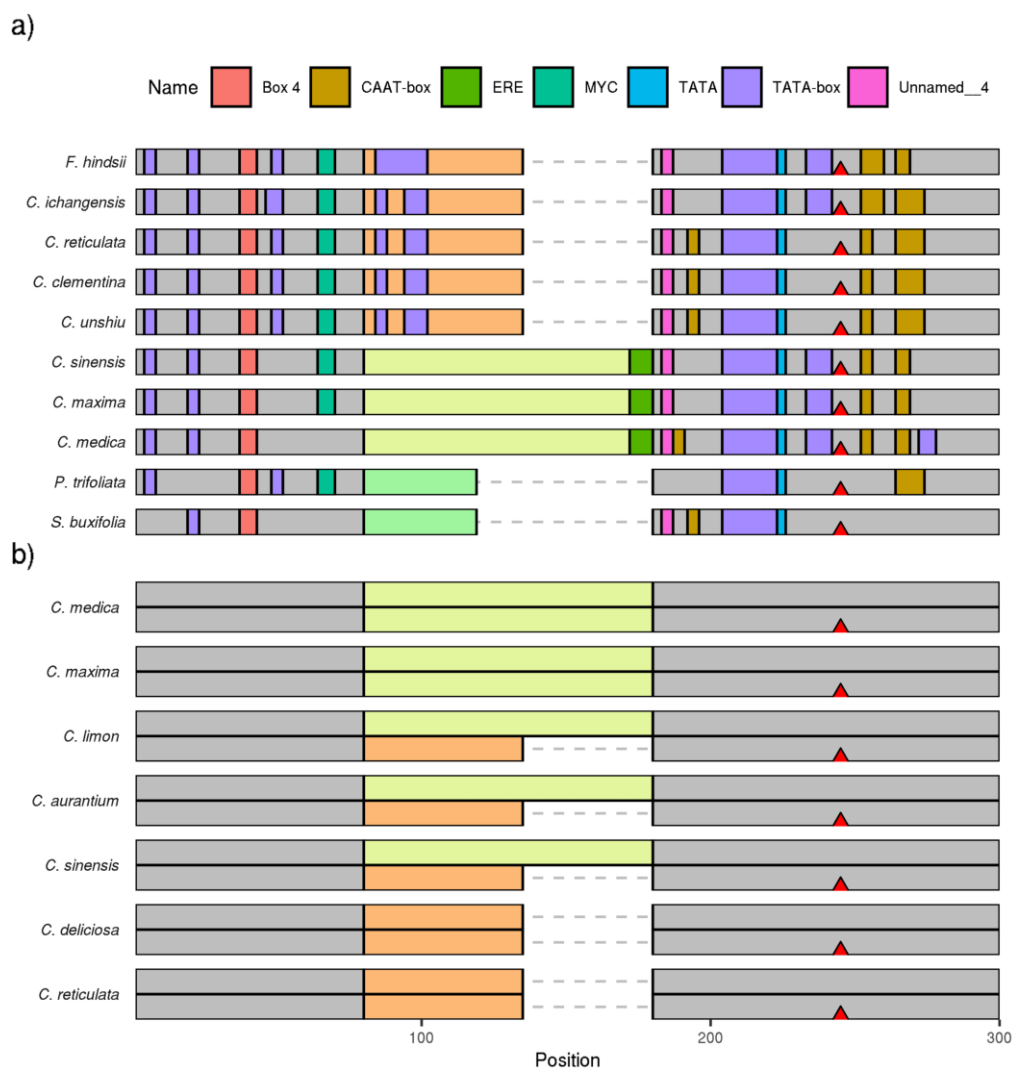 a)
Name Box 4 CAAT-box ERE MYC TATA TATA-box Unnamed__4
F. hindsii
C. ichangensis
C. reticulata
C. clementina
C. unshiu
C. sinensis
C. maxima
C. medica
P. trifoliata
S. buxifolia
b)
C. medica
C. maxima
C. limon
C. aurantium
C. sinensis
C. deliciosa
C. reticulata
100 200 300
Position